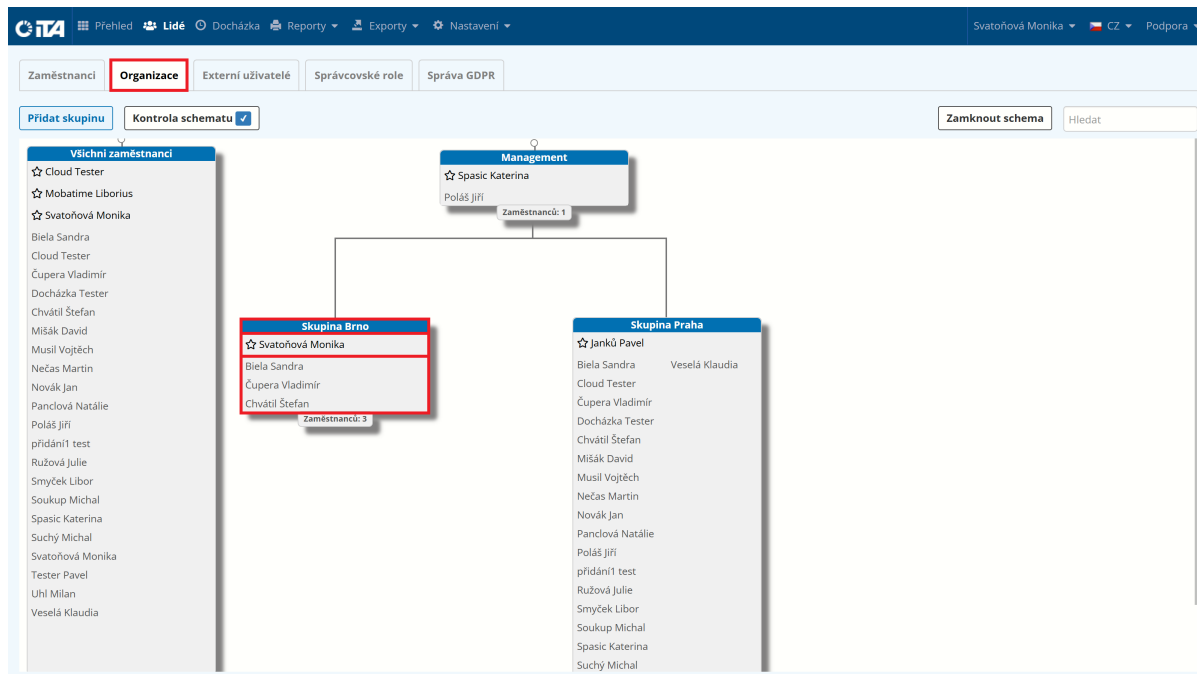 iTA Přehled Lidé Docházka Reporty Exporty Nastavení Svatoňová Monika CZ Podpora
Zaměstnanci Organizace Externí uživatelé Správcovské role Správa GDPR
Přidat skupinu Kontrola schematu Zamknout schema Hledat
Všichni zaměstnanci
Cloud Tester
Mobatime Liborius
Svatoňová Monika
Biela Sandra
Cloud Tester
Čupera Vladimír
Docházka Tester
Chvátil Štefan
Mišák David
Musil Vojtěch
Nečas Martin
Novák Jan
Panclová Natálie
Poláš Jiří
přidání1 test
Ružová Julie
Smyček Libor
Soukup Michal
Spasic Katerina
Suchý Michal
Svatoňová Monika
Tester Pavel
Uhl Milan
Veselá Klaudia
Management
Spasic Katerina
Poláš Jiří
Zaměstnanců: 1
Skupina Brno
Svatoňová Monika
Biela Sandra
Čupera Vladimír
Chvátil Štefan
Zaměstnanců: 3
Skupina Praha
Janků Pavel
Biela Sandra Veselá Klaudia
Cloud Tester
Čupera Vladimír
Docházka Tester
Chvátil Štefan
Mišák David
Musil Vojtěch
Nečas Martin
Novák Jan
Panclová Natálie
Poláš Jiří
přidání1 test
Ružová Julie
Smyček Libor
Soukup Michal
Spasic Katerina
Suchý Michal